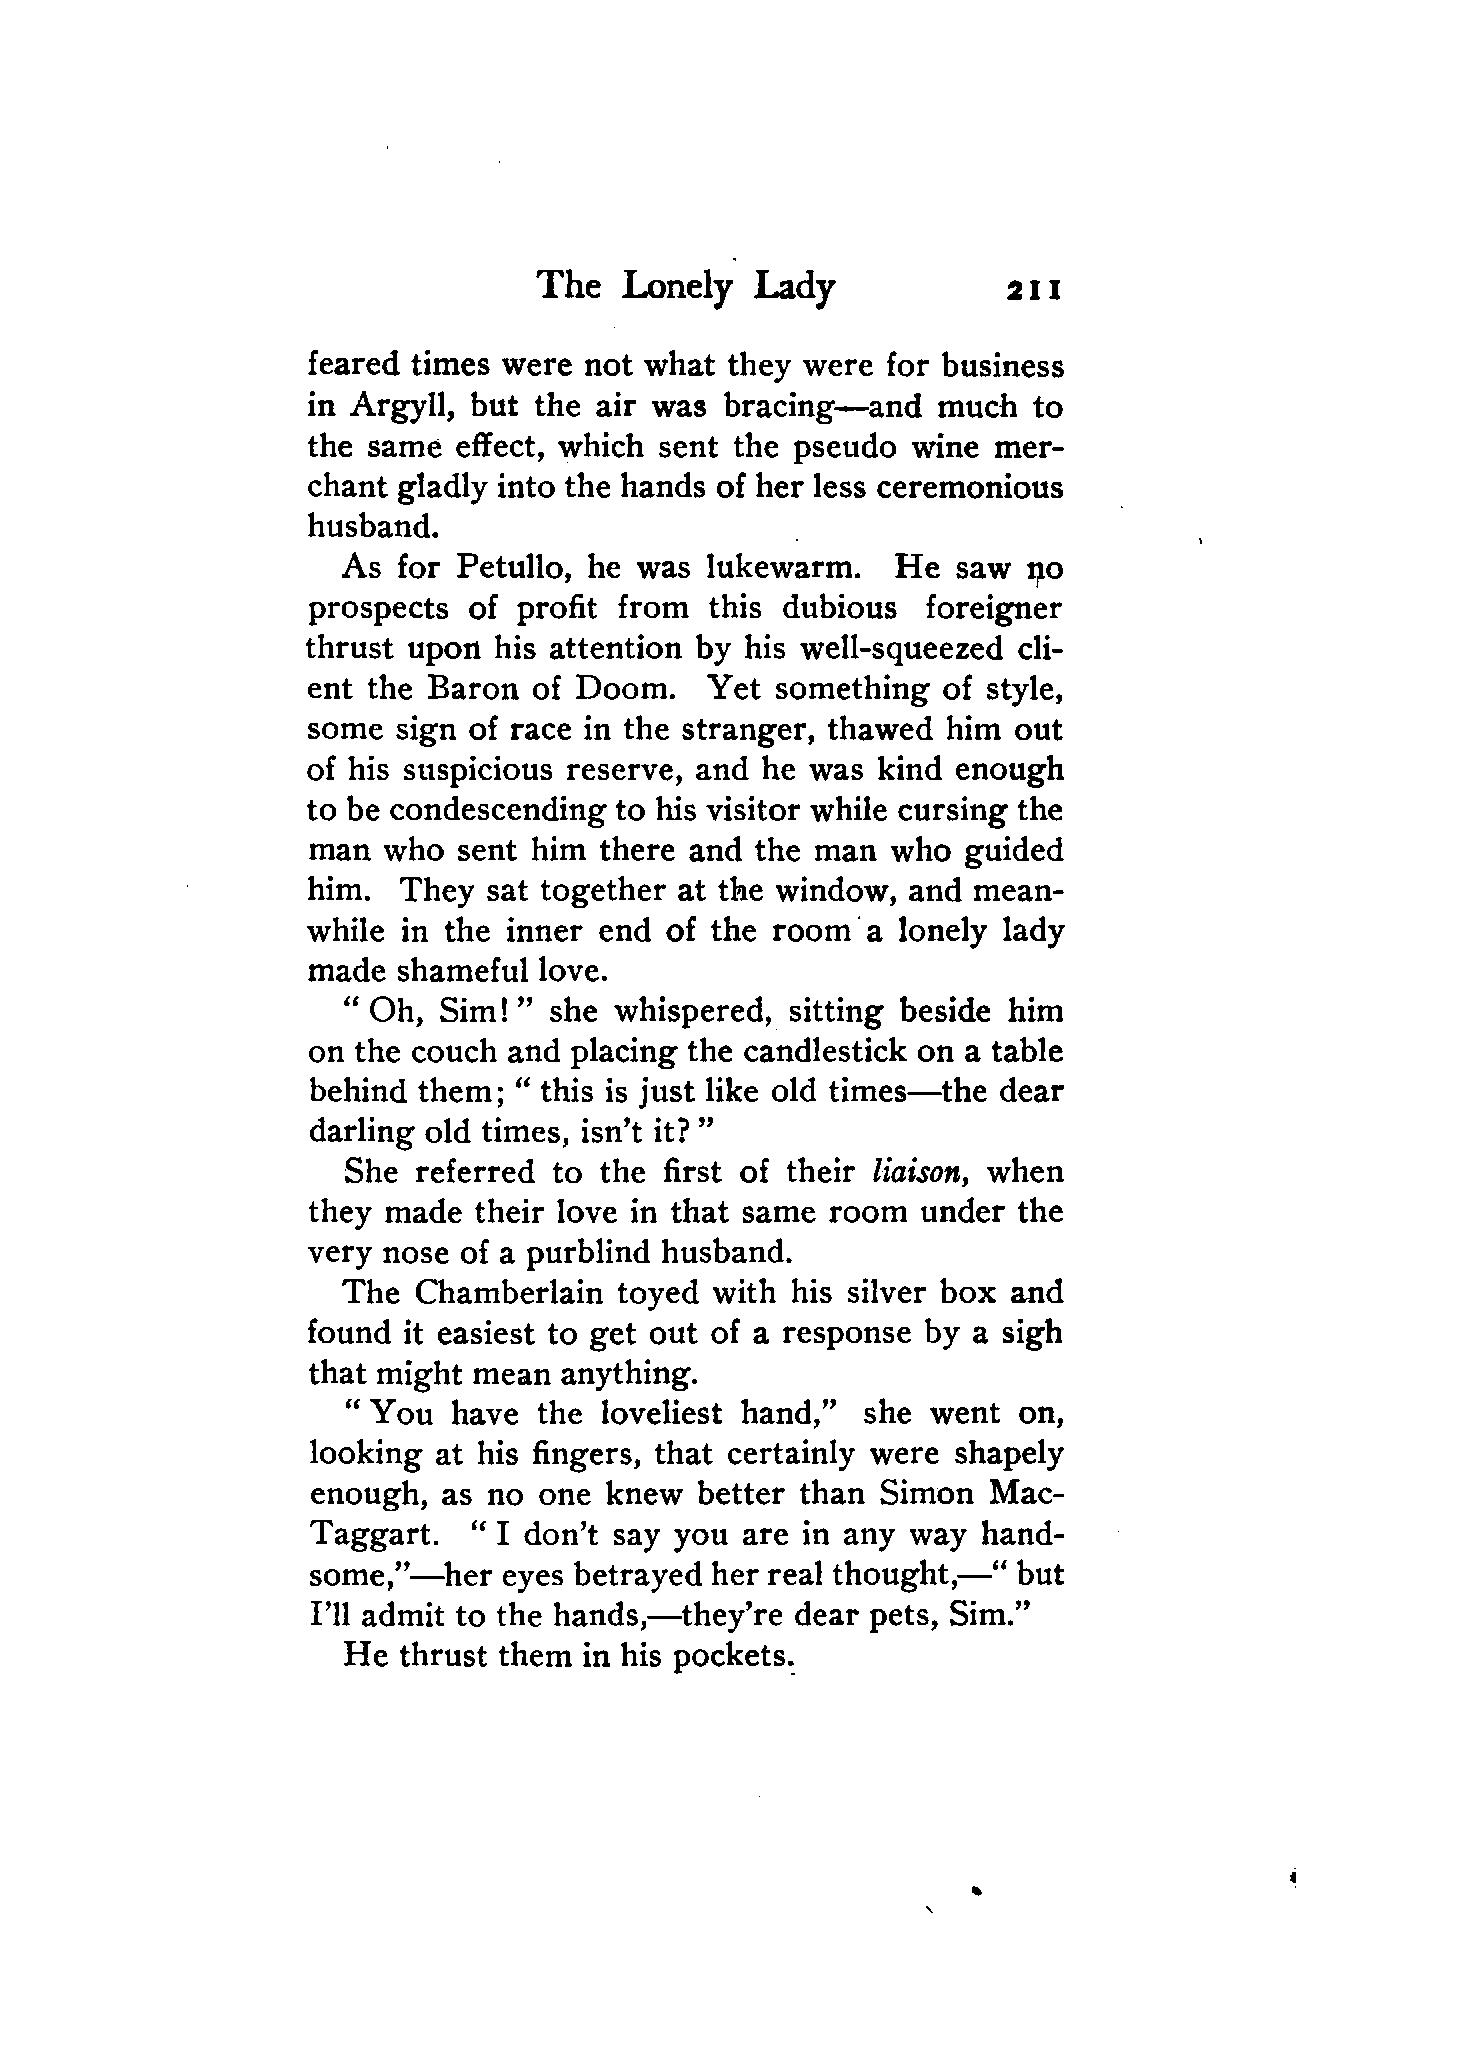 The Lonely Lady 211
feared times were not what they were for business
in Argyll, but the air was bracing—and much to
the same effect, which sent the pseudo wine mer-
chant gladly into the hands of her less ceremonious
husband.
As for Petullo, he was lukewarm. He saw no
prospects of profit from this dubious foreigner
thrust upon his attention by his well-squeezed cli-
ent the Baron of Doom. Yet something of style,
some sign of race in the stranger, thawed him out
of his suspicious reserve, and he was kind enough
to be condescending to his visitor while cursing the
man who sent him there and the man who guided
him. They sat together at the window, and mean-
while in the inner end of the room a lonely lady
made shameful love.
“ Oh, Sim! ” she whispered, sitting beside him
on the couch and placing the candlestick on a table
behind them; “ this is just like old times—the dear
darling old times, isn’t it? ”
She referred to the first of their liaison, when
they made their love in that same room under the
very nose of a purblind husband.
The Chamberlain toyed with his silver box and
found it easiest to get out of a response by a sigh
that might mean anything.
“ You have the loveliest hand,” she went on,
looking at his fingers, that certainly were shapely
enough, as no one knew better than Simon Mac-
Taggart. “ I don’t say you are in any way hand-
some,”—her eyes betrayed her real thought,—“ but
I’ll admit to the hands,—they’re dear pets, Sim.”
He thrust them in his pockets.